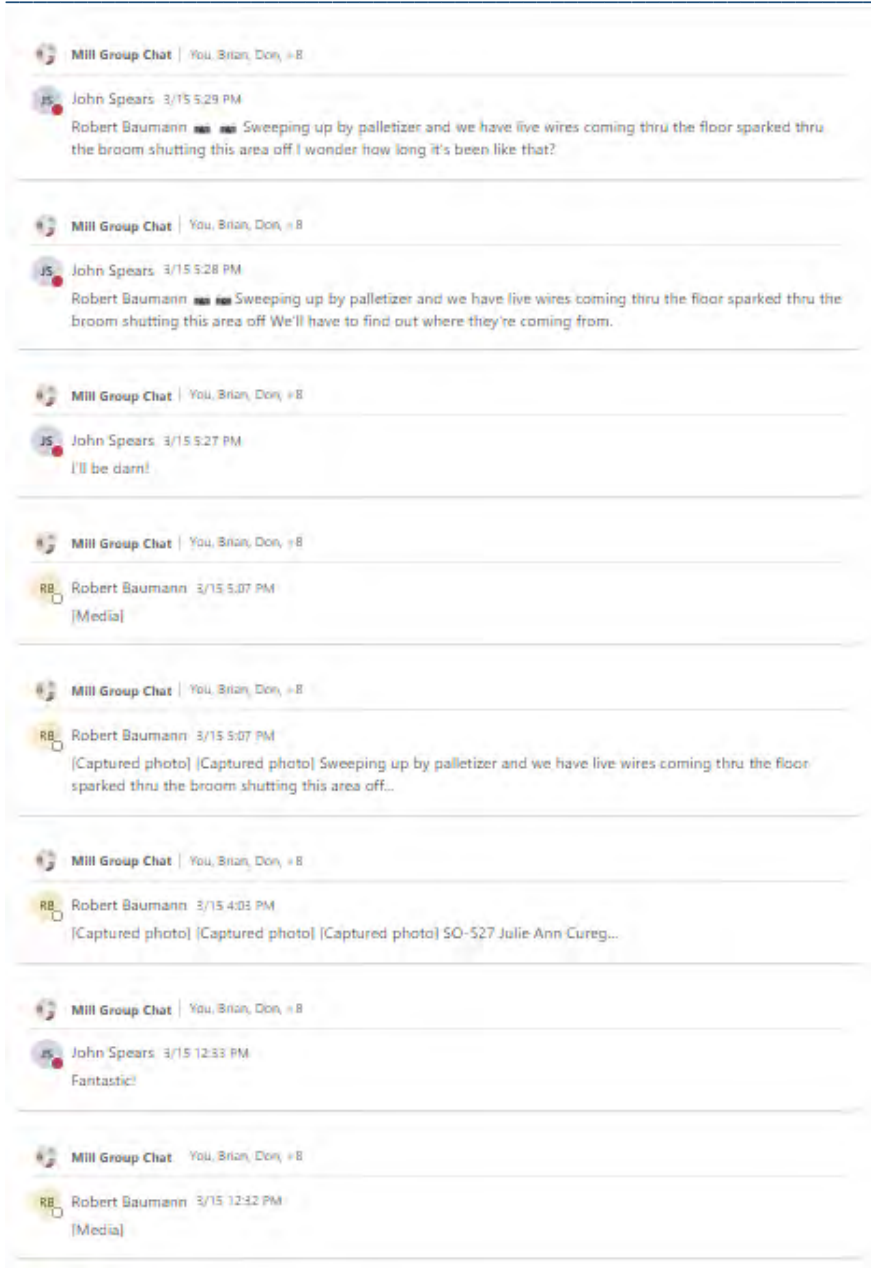 Mill Group Chat | You, Brian, Don, +8
JS John Spears 3/15 5:29 PM
Robert Baumann Sweeping up by palletizer and we have live wires coming thru the floor sparked thru
the broom shutting this area off I wonder how long it's been like that?
Mill Group Chat | You, Brian, Don, +8
JS John Spears 3/15 5:28 PM
Robert Baumann Sweeping up by palletizer and we have live wires coming thru the floor sparked thru the
broom shutting this area off We'll have to find out where they're coming from.
Mill Group Chat | You, Brian, Don, +8
JS John Spears 3/15 5:27 PM
I'll be darn!
Mill Group Chat | You, Brian, Don, +8
RB Robert Baumann 3/15 5:07 PM
[Media]
Mill Group Chat | You, Brian, Don, +8
RB Robert Baumann 3/15 5:07 PM
[Captured photo] [Captured photo] Sweeping up by palletizer and we have live wires coming thru the floor
sparked thru the broom shutting this area off...
Mill Group Chat | You, Brian, Don, +8
RB Robert Baumann 3/15 4:03 PM
[Captured photo] [Captured photo] [Captured photo] SO-527 Julie Ann Cureg...
Mill Group Chat | You, Brian, Don, +8
JS John Spears 3/15 12:33 PM
Fantastic!
Mill Group Chat You, Brian, Don, +8
RB Robert Baumann 3/15 12:32 PM
[Media]